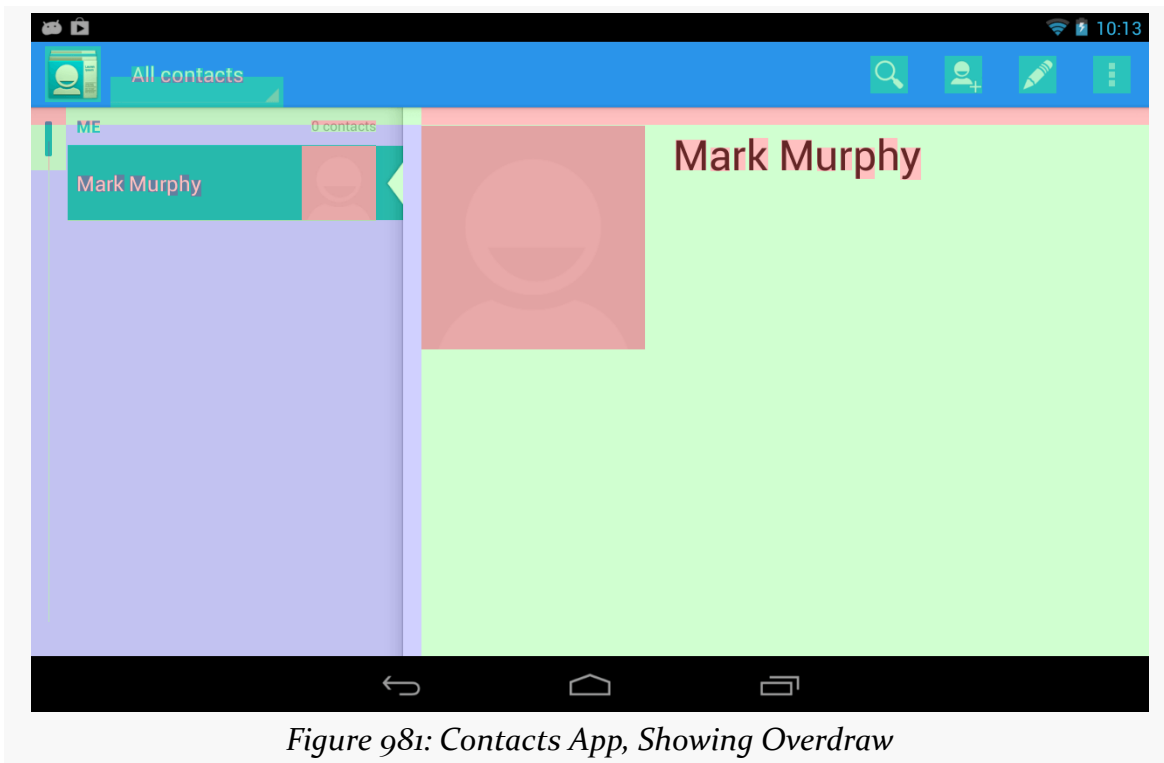 10:13
All contacts
ME 0 contacts
Mark Murphy
Mark Murphy
Figure 981: Contacts App, Showing Overdraw